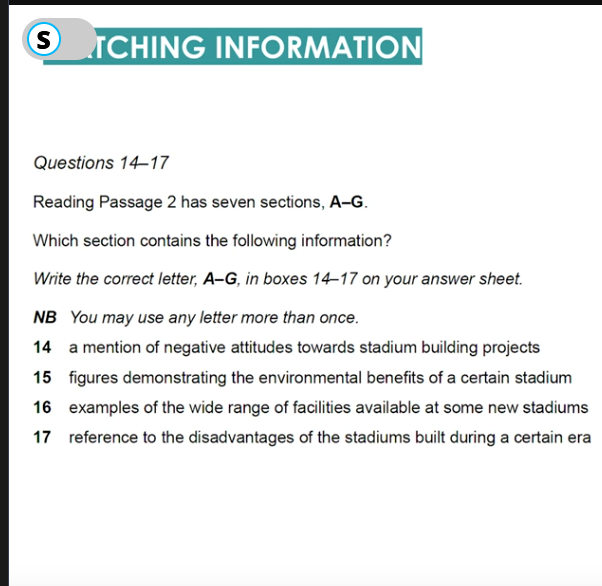 S
TCHING INFORMATION
Questions 14–17
Reading Passage 2 has seven sections, A–G.
Which section contains the following information?
Write the correct letter, A–G, in boxes 14–17 on your answer sheet.
NB You may use any letter more than once.
14 a mention of negative attitudes towards stadium building projects
15 figures demonstrating the environmental benefits of a certain stadium
16 examples of the wide range of facilities available at some new stadiums
17 reference to the disadvantages of the stadiums built during a certain era